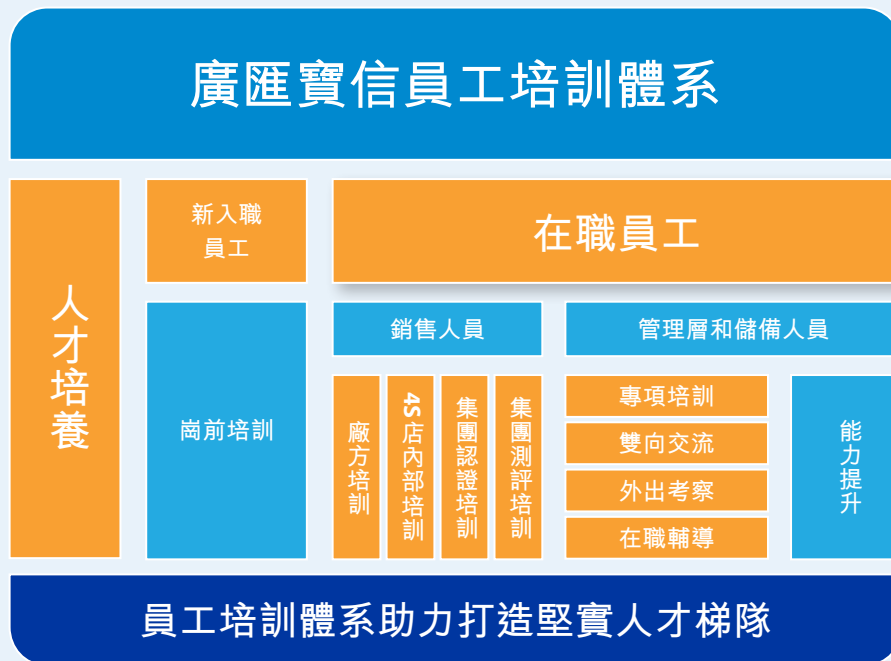 廣匯寶信員工培訓體系
人才培養
新入職
員工
在職員工
崗前培訓
銷售人員
管理層和儲備人員
廠方培訓
4S店內部培訓
集團認證培訓
集團測評培訓
專項培訓
雙向交流
外出考察
在職輔導
能力提升
員工培訓體系助力打造堅實人才梯隊